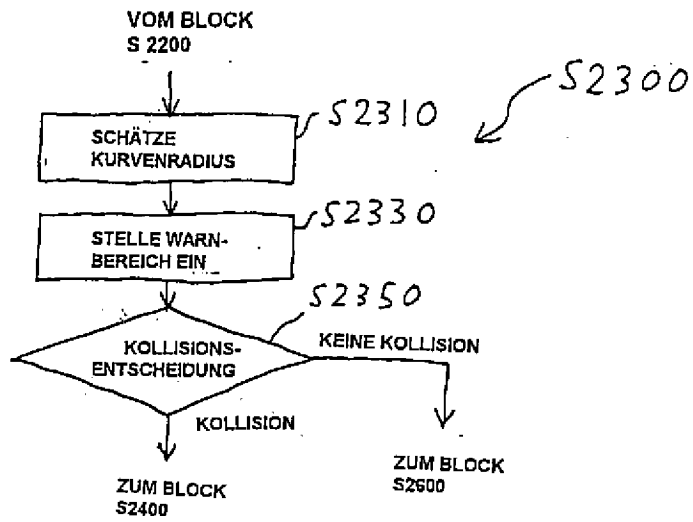 VOM BLOCK
S 2200
S2300
S2310
SCHÄTZE
KURVENRADIUS
S2330
STELLE WARN-
BEREICH EIN
S2350
KOLLISIONS-
ENTSCHEIDUNG
KEINE KOLLISION
KOLLISION
ZUM BLOCK
S2400
ZUM BLOCK
S2600